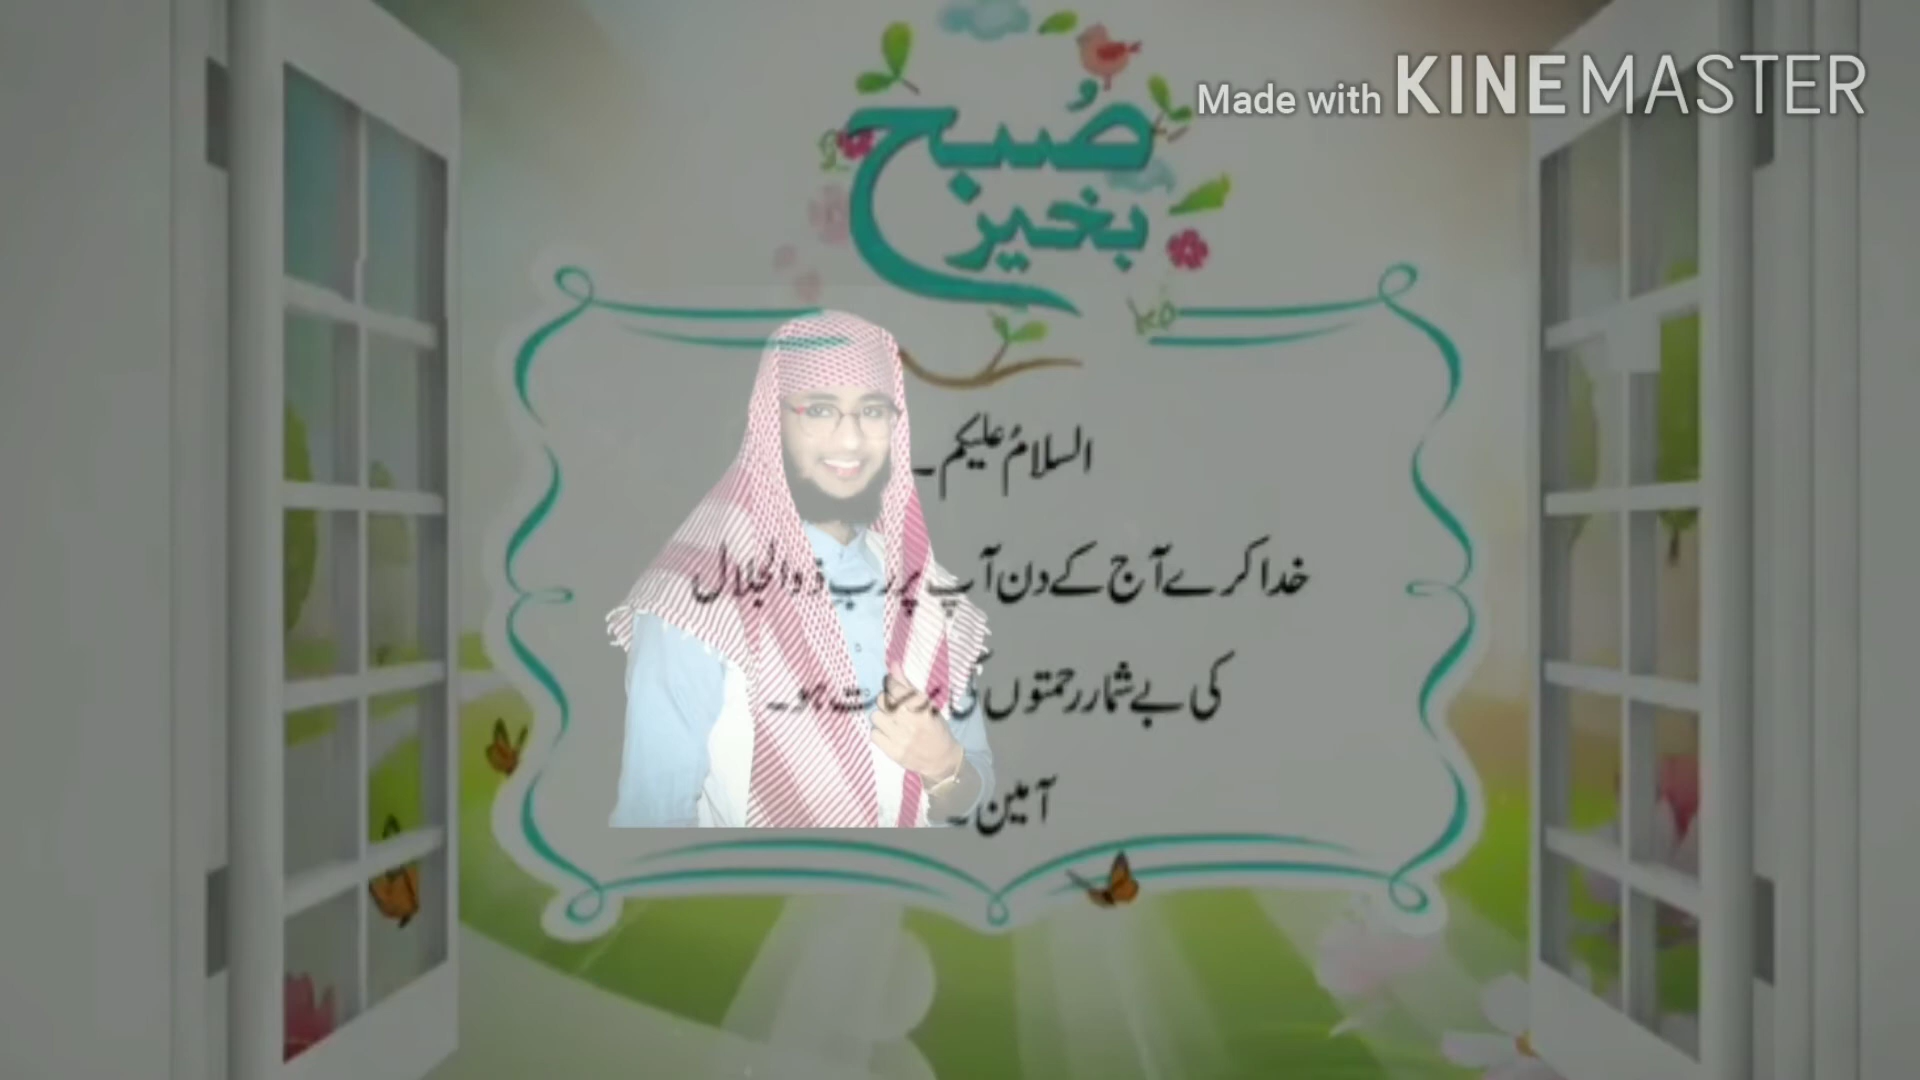 Made with KINEMASTER
صُبح
بخیر
السلامُ علیکم۔
خدا کرے آج کے دن آپ پر ربِ ذوالجلال
کی بے شمار رحمتوں کی برسات ہو۔
آمین۔